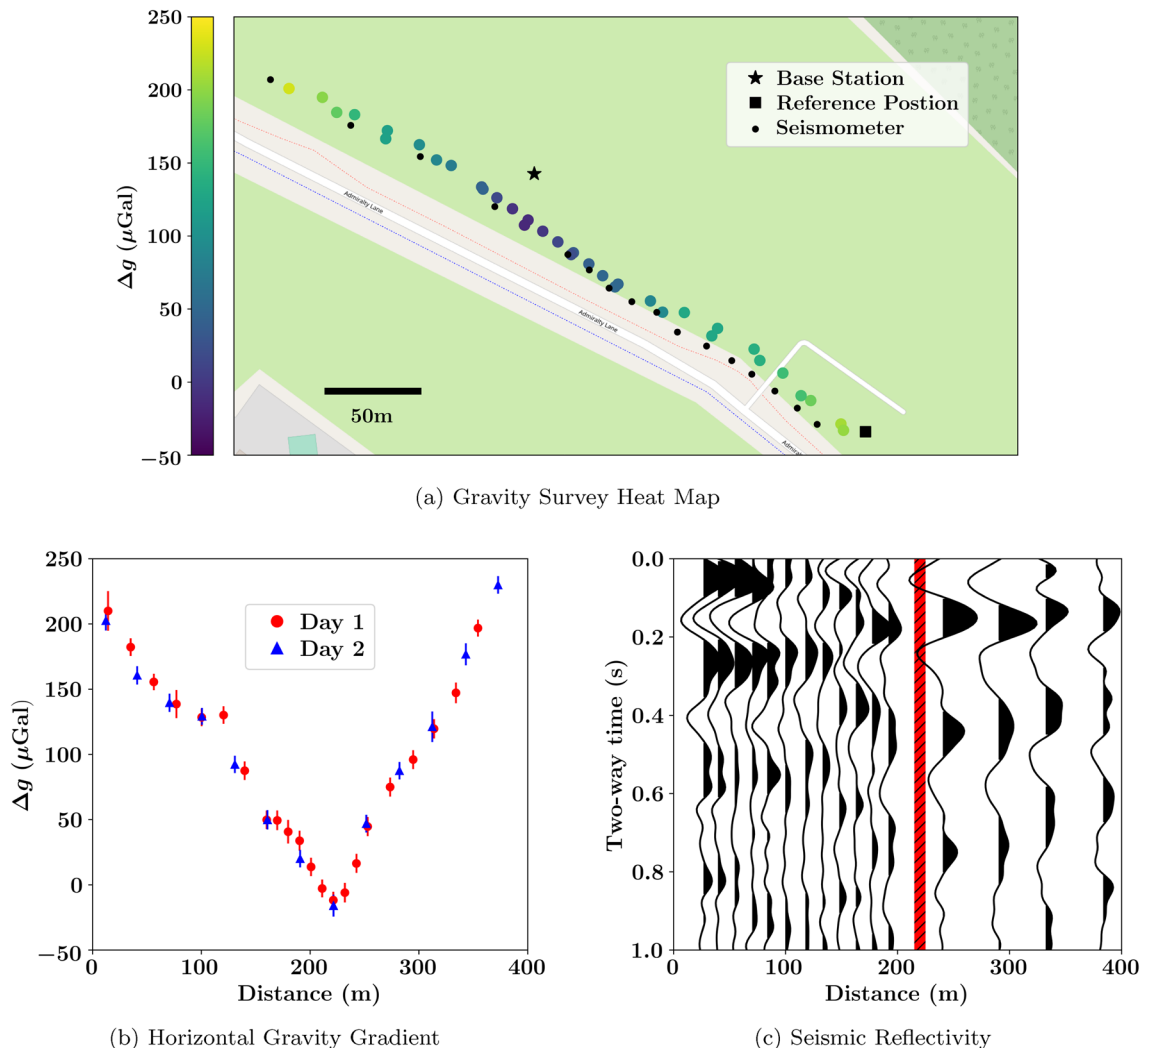 250
200
150
100
50
0
−50
Δg (μGal)
Base Station
Reference Postion
Seismometer
Admiralty Lane
Admiralty Lane
50m
(a) Gravity Survey Heat Map
250
200
150
100
50
0
−50
Δg (μGal)
Day 1
Day 2
0 100 200 300 400
Distance (m)
(b) Horizontal Gravity Gradient
0.0
0.2
0.4
0.6
0.8
1.0
Two-way time (s)
0 100 200 300 400
Distance (m)
(c) Seismic Reflectivity